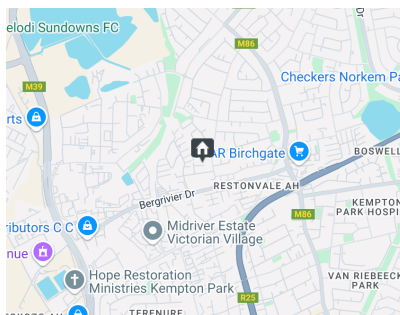 elodi Sundowns FC
Dr
M86
M39
Checkers Norkem Pa
rts
AR Birchgate
BOSWELL
RESTONVALE AH
Bergrivier Dr
KEMPTON
PARK HOSPI
M86
ributors C C
Midriver Estate
Victorian Village
nue
Hope Restoration
Ministries Kempton Park
VAN RIEBEECK
PARK
R25
TERENURE